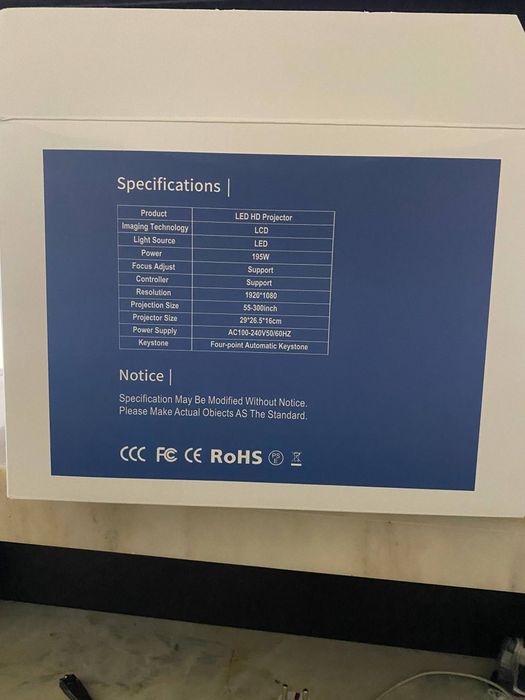 Specifications |
Product LED HD Projector
Imaging Technology LCD
Light Source LED
Power 195W
Focus Adjust Support
Controller Support
Resolution 1920*1080
Projection Size 55-300inch
Projector Size 29*26.5*16cm
Power Supply AC100-240V50/60HZ
Keystone Four-point Automatic Keystone
Notice |
Specification May Be Modified Without Notice.
Please Make Actual Objects AS The Standard.
CCC FC CE RoHS PSE